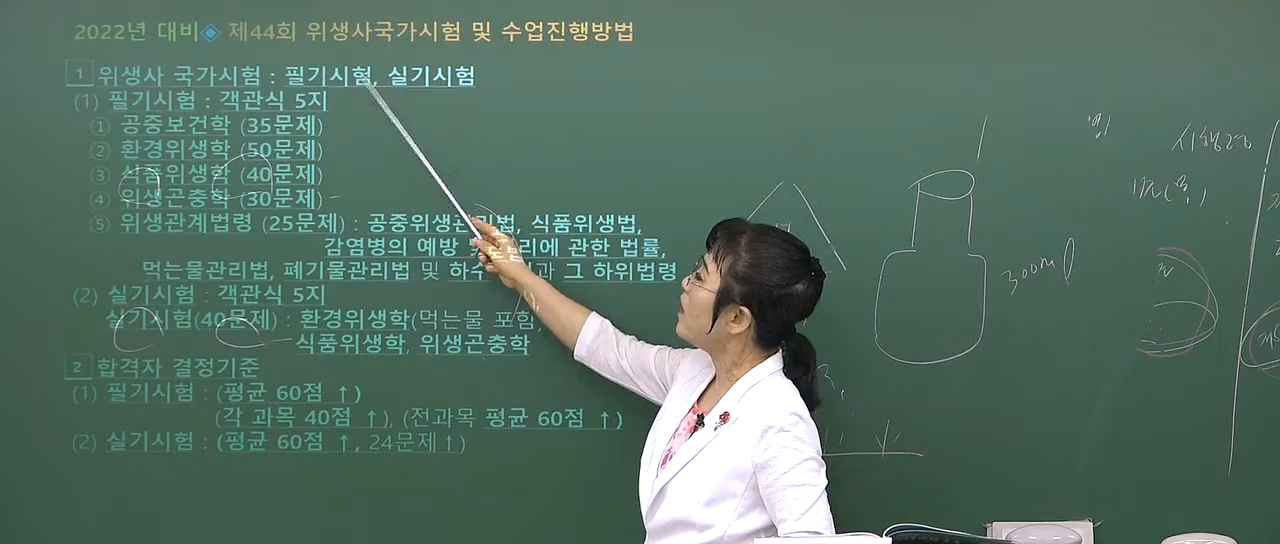 2022년 대비◈ 제44회 위생사국가시험 및 수업진행방법
1 위생사 국가시험 : 필기시험, 실기시험
(1) 필기시험 : 객관식 5지
① 공중보건학 (35문제)
② 환경위생학 (50문제)
③ 식품위생학 (40문제)
④ 위생곤충학 (30문제)
⑤ 위생관계법령 (25문제) : 공중위생관리법, 식품위생법,
감염병의 예방 및 관리에 관한 법률,
먹는물관리법, 폐기물관리법 및 하수 과 그 하위법령
(2) 실기시험 : 객관식 5지
실기시험(40문제) : 환경위생학(먹는물 포함
식품위생학, 위생곤충학
2 합격자 결정기준
(1) 필기시험 : (평균 60점 ↑)
(각 과목 40점 ↑), (전과목 평균 60점 ↑)
(2) 실기시험 : (평균 60점 ↑, 24문제↑)
300ml
시행령